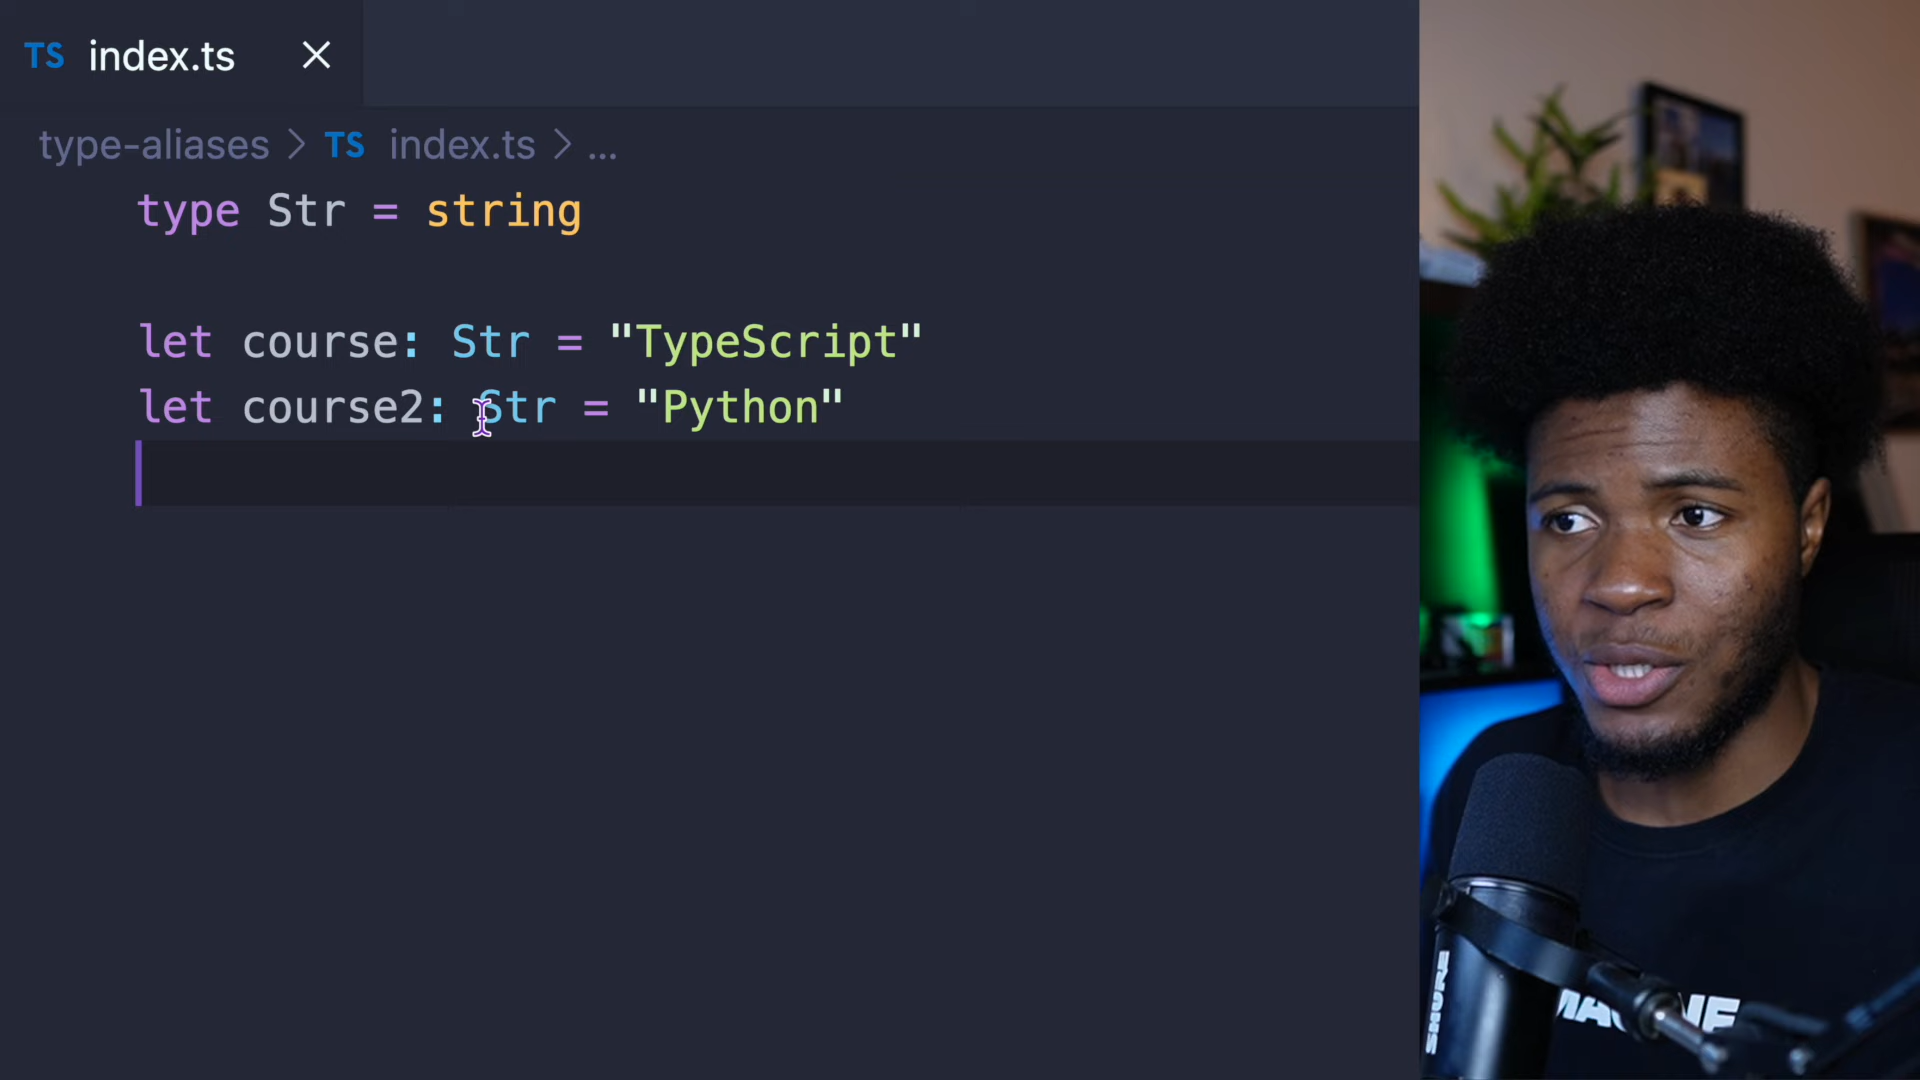 TS index.ts ×
type-aliases > TS index.ts > ...
type Str = string
let course: Str = "TypeScript"
let course2: Str = "Python"
SHURE